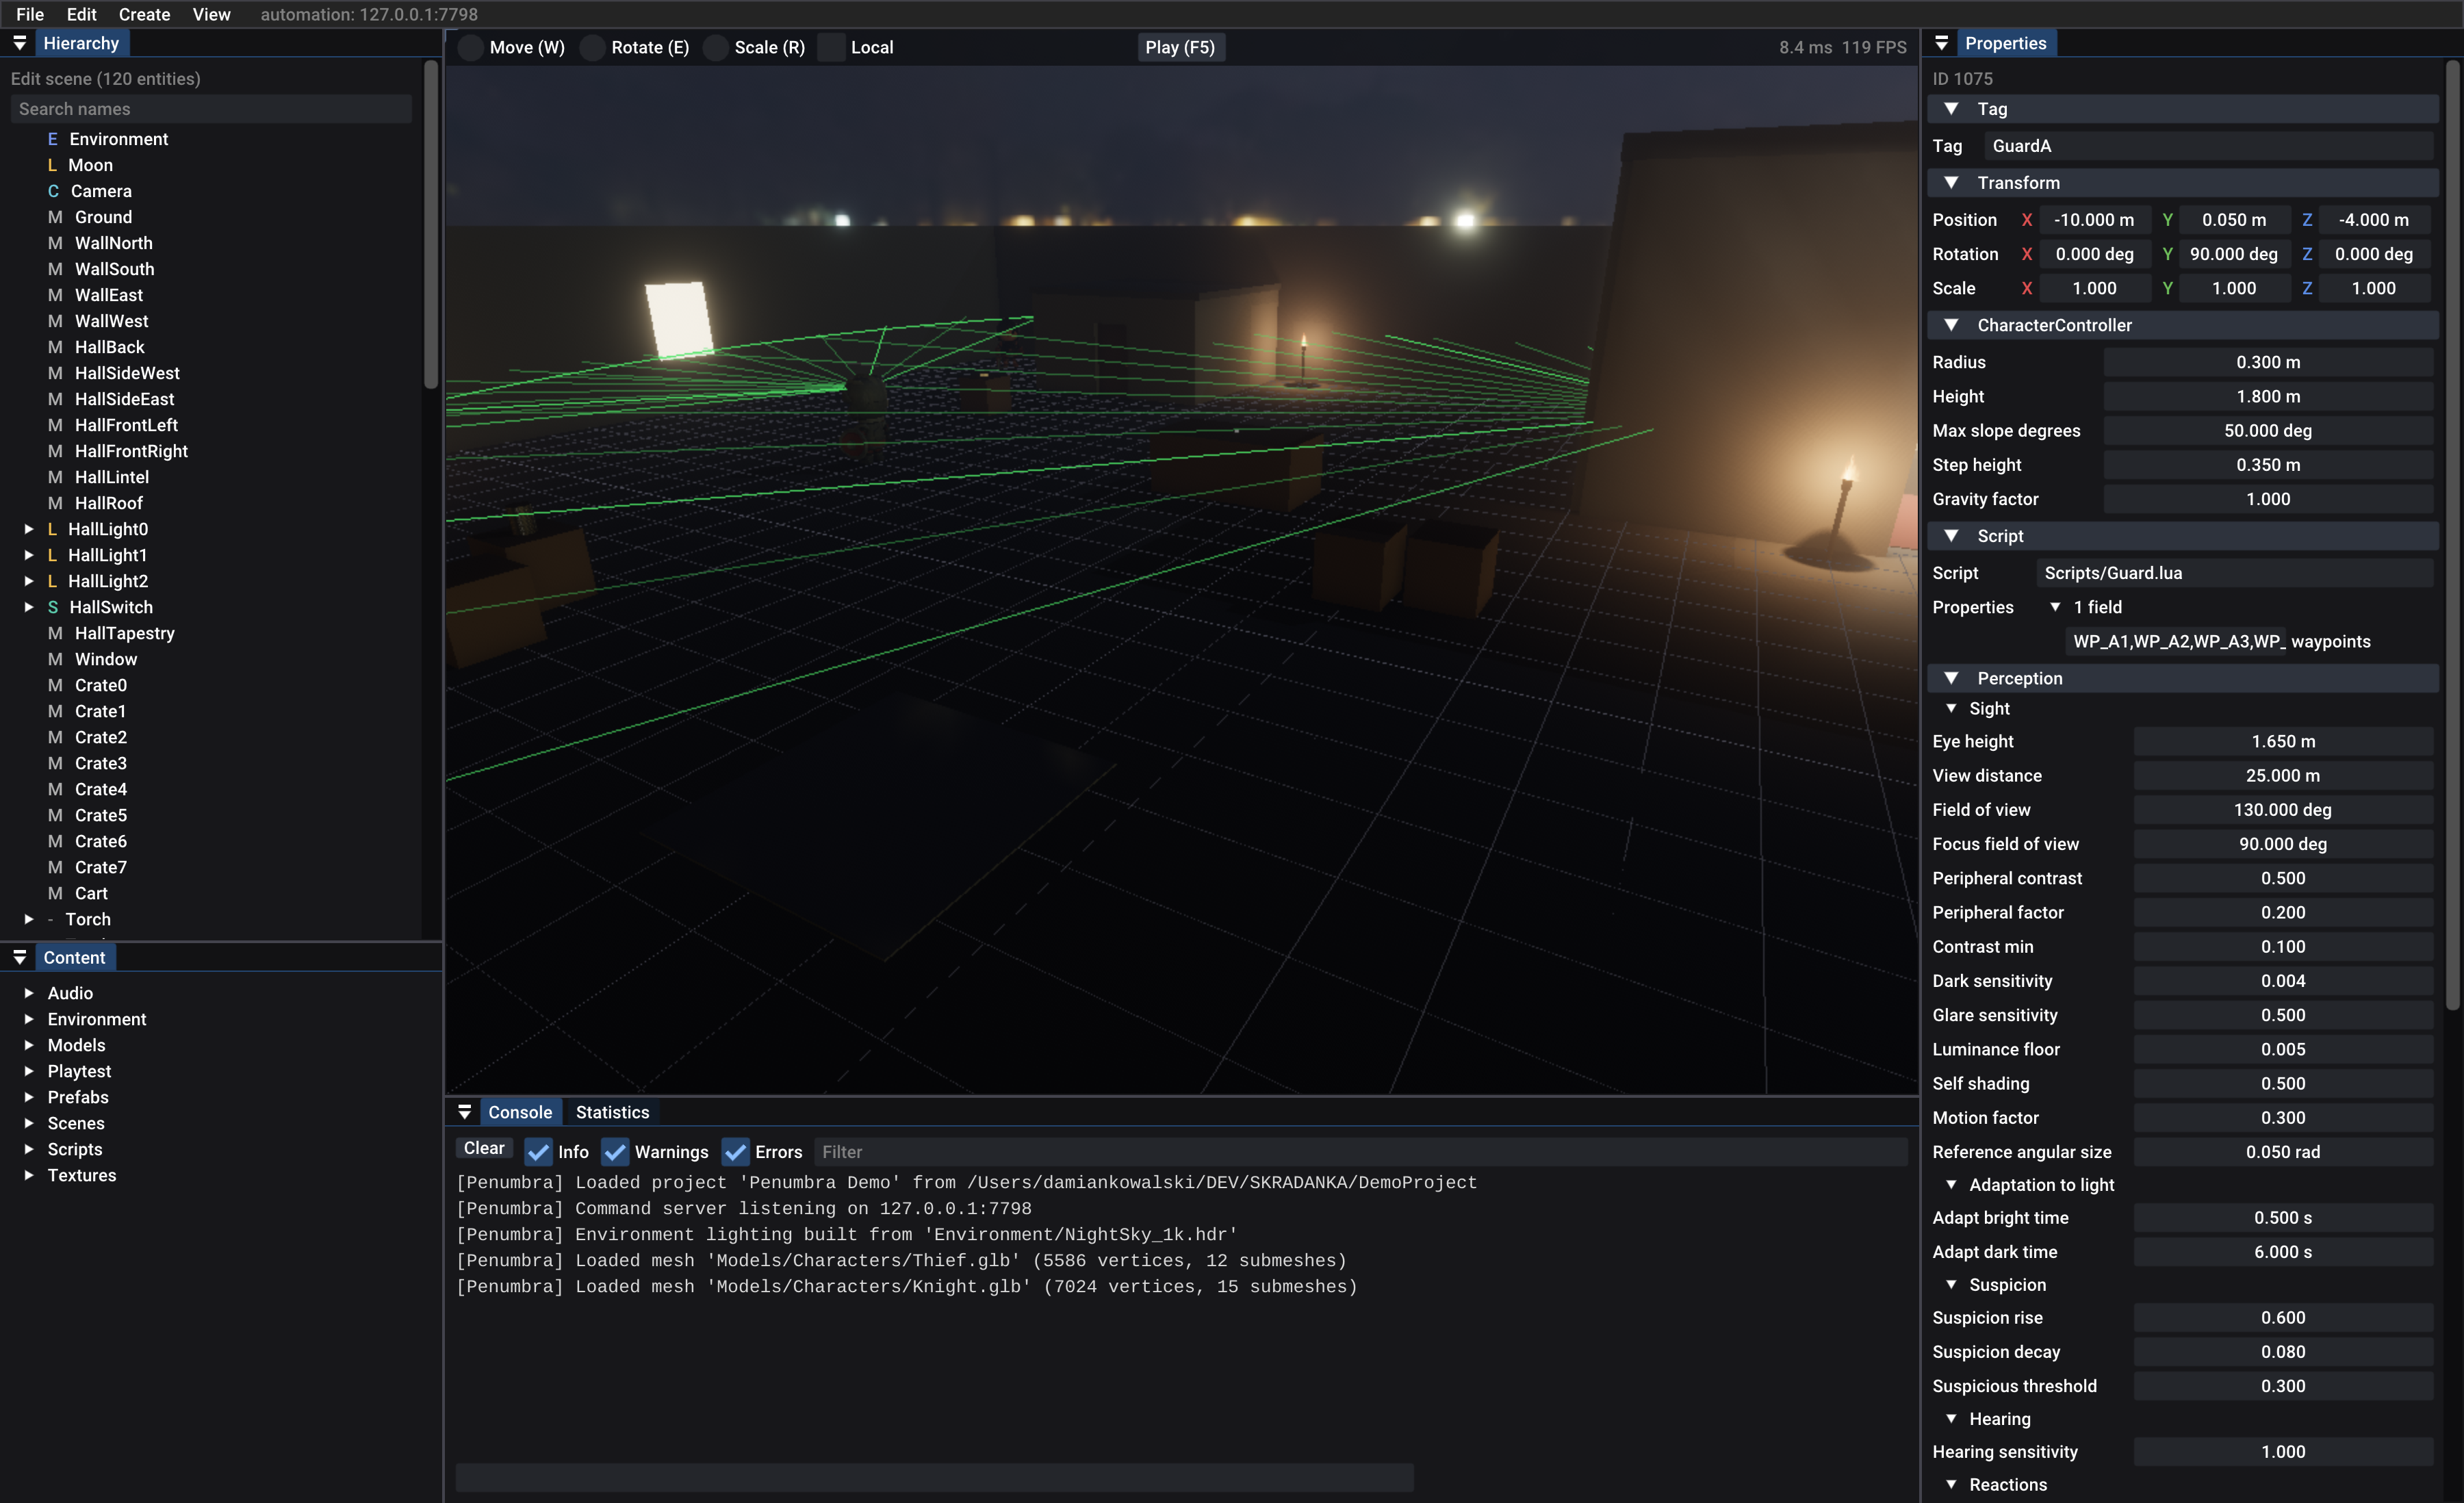 File Edit Create View automation: 127.0.0.1:7798
Hierarchy
Edit scene (120 entities)
Search names
E Environment
L Moon
C Camera
M Ground
M WallNorth
M WallSouth
M WallEast
M WallWest
M HallBack
M HallSideWest
M HallSideEast
M HallFrontLeft
M HallFrontRight
M HallLintel
M HallRoof
L HallLight0
L HallLight1
L HallLight2
S HallSwitch
M HallTapestry
M Window
M Crate0
M Crate1
M Crate2
M Crate3
M Crate4
M Crate5
M Crate6
M Crate7
M Cart
- Torch
Content
Audio
Environment
Models
Playtest
Prefabs
Scenes
Scripts
Textures
Move (W) Rotate (E) Scale (R) Local Play (F5) 8.4 ms 119 FPS
Console Statistics
Clear Info Warnings Errors Filter
[Penumbra] Loaded project 'Penumbra Demo' from /Users/damiankowalski/DEV/SKRADANKA/DemoProject
[Penumbra] Command server listening on 127.0.0.1:7798
[Penumbra] Environment lighting built from 'Environment/NightSky_1k.hdr'
[Penumbra] Loaded mesh 'Models/Characters/Thief.glb' (5586 vertices, 12 submeshes)
[Penumbra] Loaded mesh 'Models/Characters/Knight.glb' (7024 vertices, 15 submeshes)
Properties
ID 1075
Tag
Tag GuardA
Transform
Position X -10.000 m Y 0.050 m Z -4.000 m
Rotation X 0.000 deg Y 90.000 deg Z 0.000 deg
Scale X 1.000 Y 1.000 Z 1.000
CharacterController
Radius 0.300 m
Height 1.800 m
Max slope degrees 50.000 deg
Step height 0.350 m
Gravity factor 1.000
Script
Script Scripts/Guard.lua
Properties 1 field
WP_A1,WP_A2,WP_A3,WP_ waypoints
Perception
Sight
Eye height 1.650 m
View distance 25.000 m
Field of view 130.000 deg
Focus field of view 90.000 deg
Peripheral contrast 0.500
Peripheral factor 0.200
Contrast min 0.100
Dark sensitivity 0.004
Glare sensitivity 0.500
Luminance floor 0.005
Self shading 0.500
Motion factor 0.300
Reference angular size 0.050 rad
Adaptation to light
Adapt bright time 0.500 s
Adapt dark time 6.000 s
Suspicion
Suspicion rise 0.600
Suspicion decay 0.080
Suspicious threshold 0.300
Hearing
Hearing sensitivity 1.000
Reactions